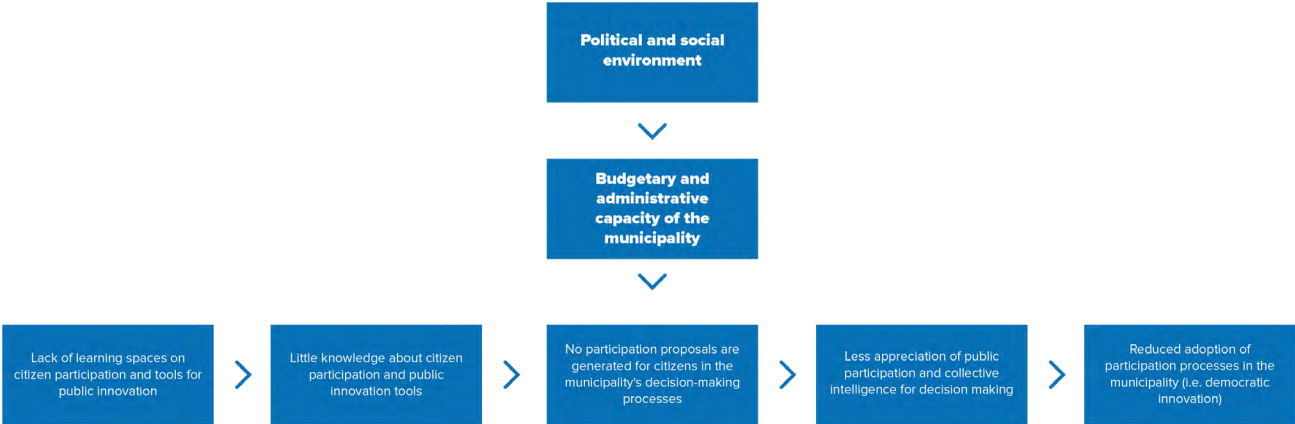 Political and social
environment
Budgetary and
administrative
capacity of the
municipality
Lack of learning spaces on
citizen participation and tools for
public innovation
Little knowledge about citizen
participation and public
innovation tools
No participation proposals are
generated for citizens in the
municipality's decision-making
processes
Less appreciation of public
participation and collective
intelligence for decision making
Reduced adoption of
participation processes in the
municipality (i.e. democratic
innovation)